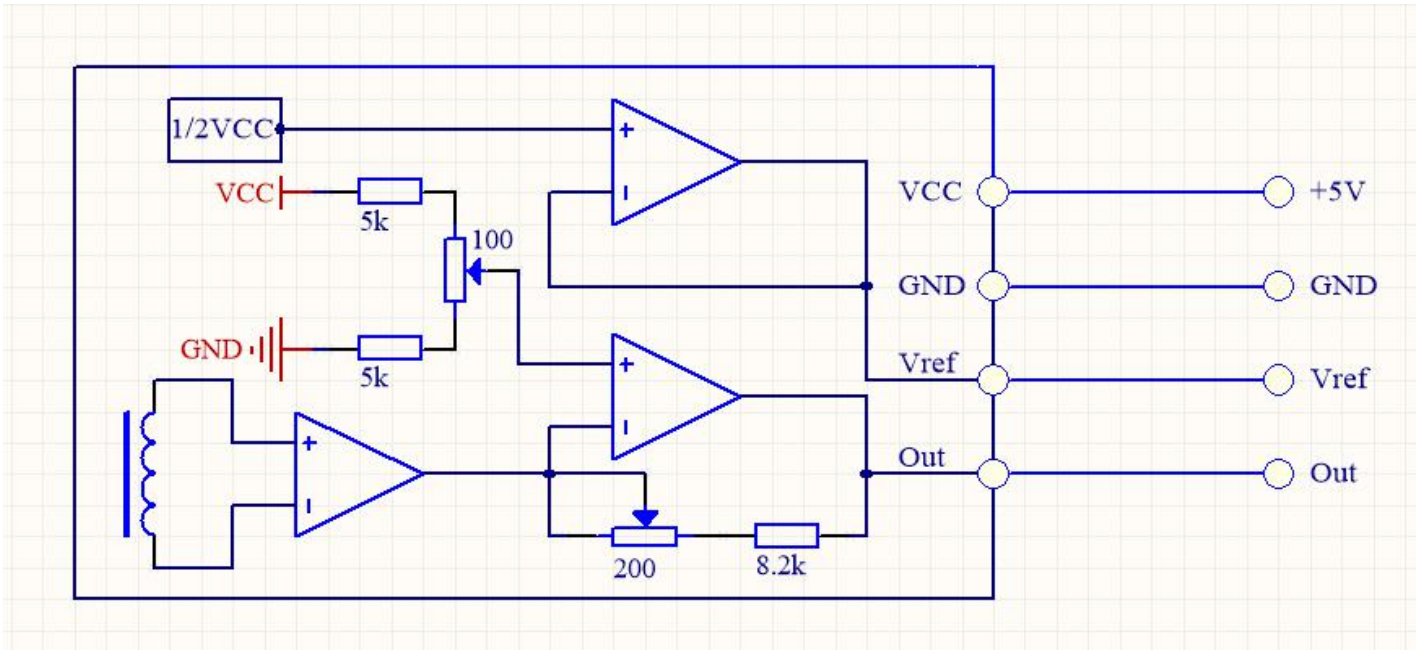 1/2VCC
+
-
VCC
5k
100
VCC
+5V
GND
GND
GND
5k
+
-
Vref
Vref
+
-
Out
Out
200
8.2k